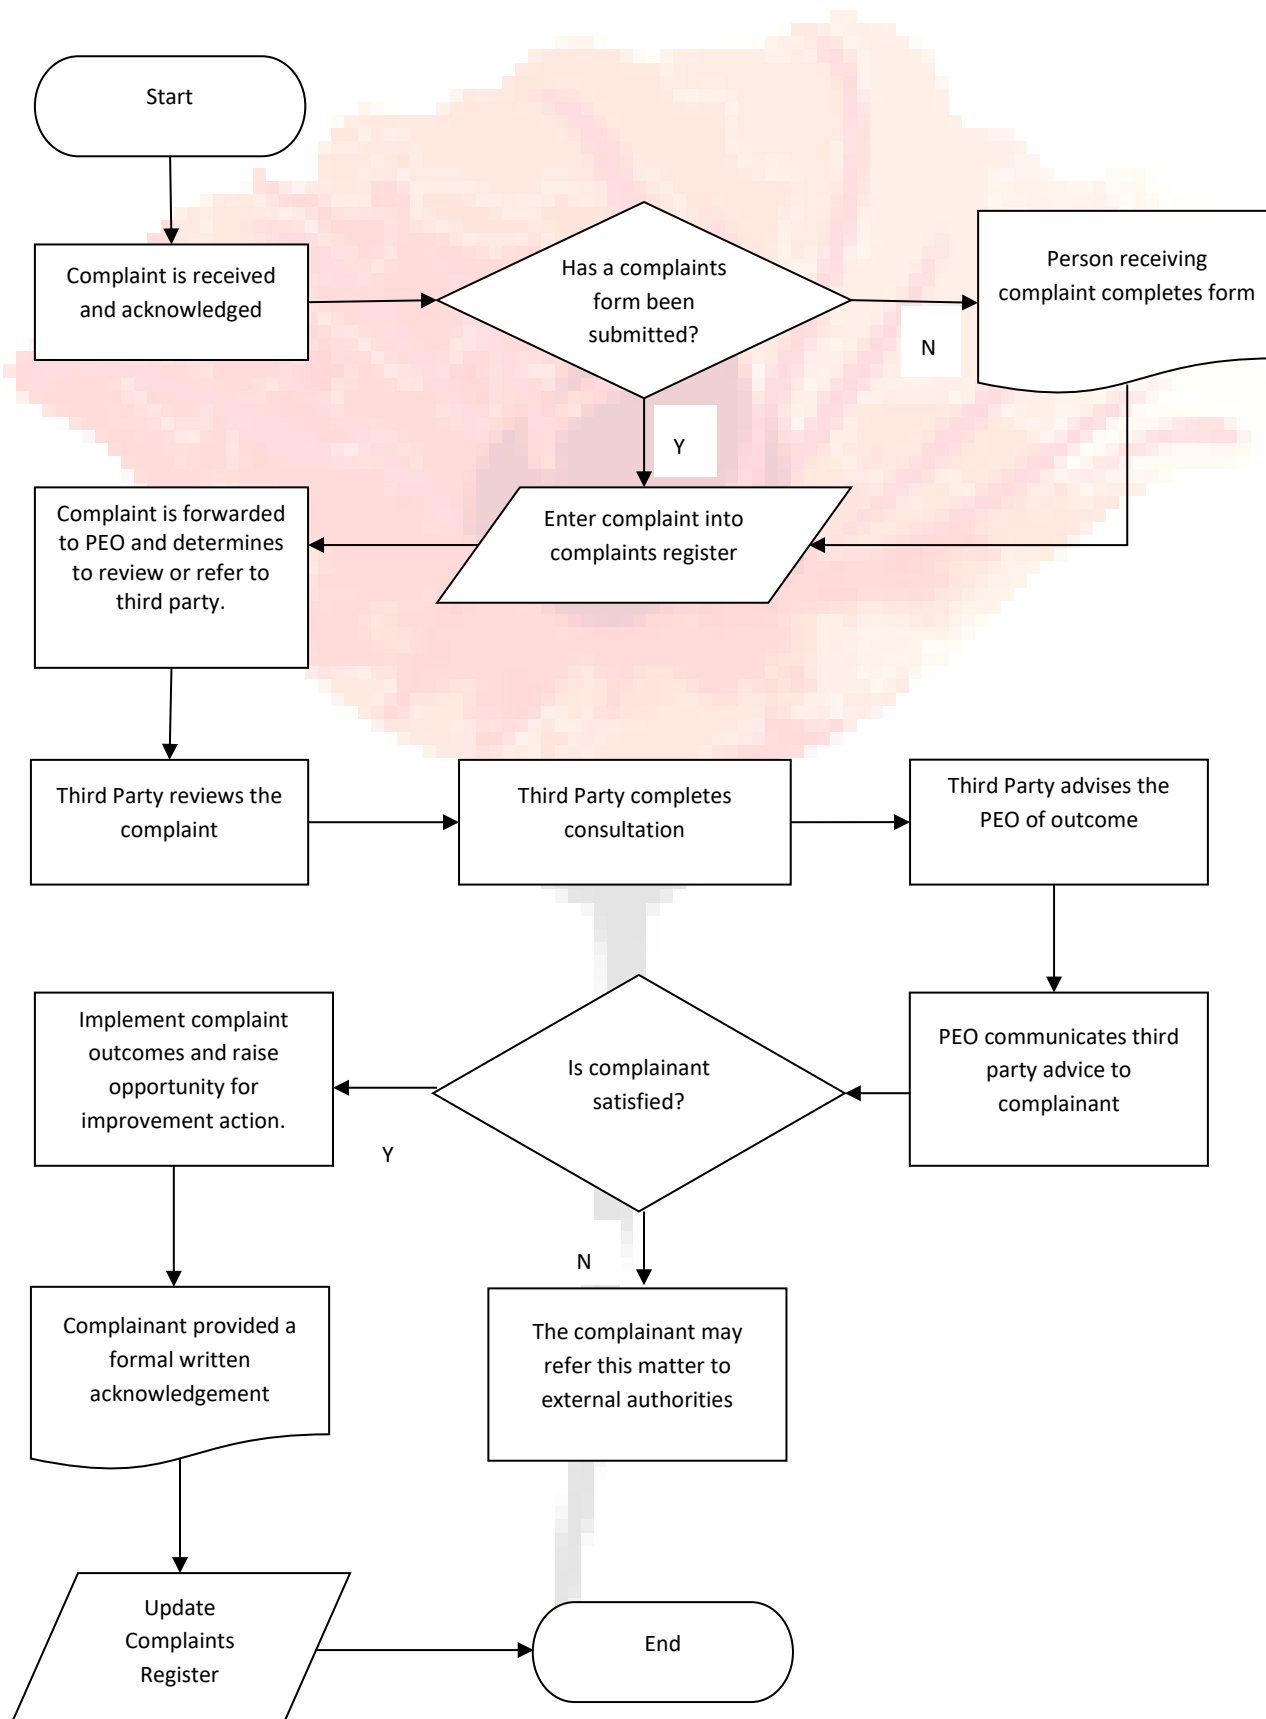 Start
Complaint is received
and acknowledged
Has a complaints
form been
submitted?
Person receiving
complaint completes form
N
Y
Complaint is forwarded
to PEO and determines
to review or refer to
third party.
Enter complaint into
complaints register
Third Party reviews the
complaint
Third Party completes
consultation
Third Party advises the
PEO of outcome
Implement complaint
outcomes and raise
opportunity for
improvement action.
Is complainant
satisfied?
PEO communicates third
party advice to
complainant
Y
N
Complainant provided a
formal written
acknowledgement
The complainant may
refer this matter to
external authorities
Update
Complaints
Register
End